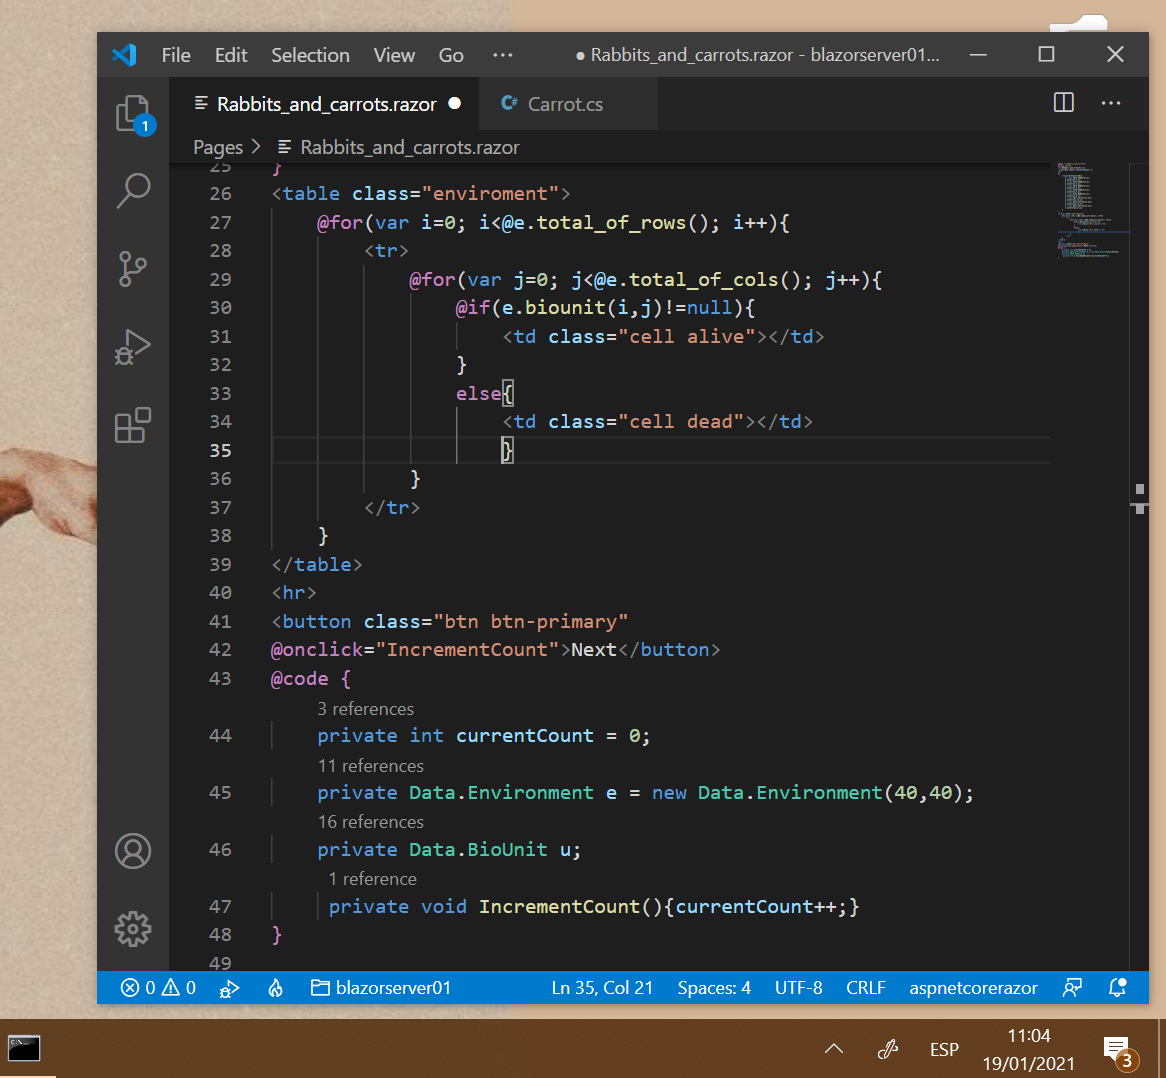 File Edit Selection View Go ··· ● Rabbits_and_carrots.razor - blazorserver01...
Rabbits_and_carrots.razor ● C# Carrot.cs
1
Pages > Rabbits_and_carrots.razor
25 }
26 <table class="enviroment">
27 @for(var i=0; i<@e.total_of_rows(); i++){
28 <tr>
29 @for(var j=0; j<@e.total_of_cols(); j++){
30 @if(e.biounit(i,j)!=null){
31 <td class="cell alive"></td>
32 }
33 else{
34 <td class="cell dead"></td>
35 }
36 }
37 </tr>
38 }
39 </table>
40 <hr>
41 <button class="btn btn-primary"
42 @onclick="IncrementCount">Next</button>
43 @code {
3 references
44 private int currentCount = 0;
11 references
45 private Data.Environment e = new Data.Environment(40,40);
16 references
46 private Data.BioUnit u;
1 reference
47 private void IncrementCount(){currentCount++;}
48 }
49
0 0 blazorserver01 Ln 35, Col 21 Spaces: 4 UTF-8 CRLF aspnetcorerazor
ESP 11:04
19/01/2021 3